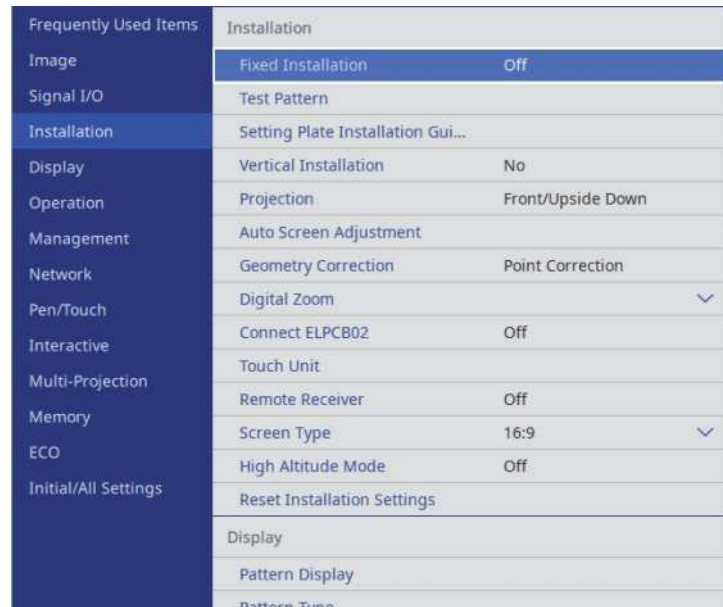 Frequently Used Items
Image
Signal I/O
Installation
Display
Operation
Management
Network
Pen/Touch
Interactive
Multi-Projection
Memory
ECO
Initial/All Settings
Installation
Fixed Installation Off
Test Pattern
Setting Plate Installation Gui...
Vertical Installation No
Projection Front/Upside Down
Auto Screen Adjustment
Geometry Correction Point Correction
Digital Zoom
Connect ELPCB02 Off
Touch Unit
Remote Receiver Off
Screen Type 16:9
High Altitude Mode Off
Reset Installation Settings
Display
Pattern Display
Pattern Type